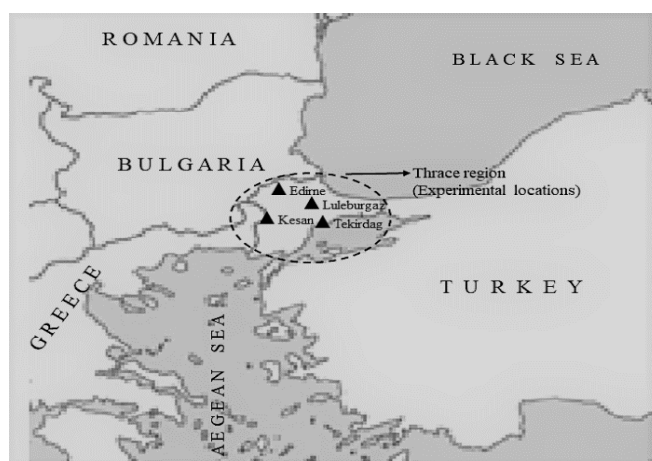 ROMANIA
BLACK SEA
BULGARIA
Thrace region
(Experimental locations)
Edirne
Luleburgaz
Kesan
Tekirdag
TURKEY
GREECE
AEGEAN SEA